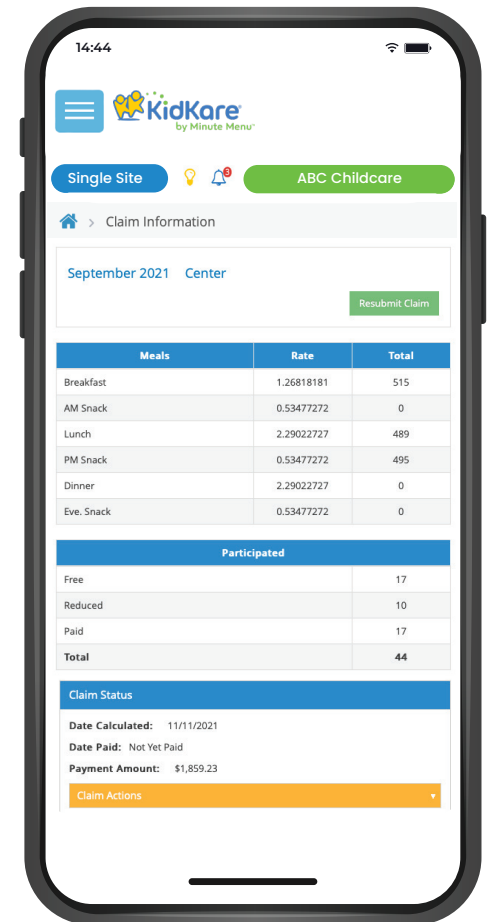 14:44
KidKare
by Minute Menu
Single Site 3 ABC Childcare
> Claim Information
September 2021 Center
Resubmit Claim
Meals Rate Total
Breakfast 1.26818181 515
AM Snack 0.53477272 0
Lunch 2.29022727 489
PM Snack 0.53477272 495
Dinner 2.29022727 0
Eve. Snack 0.53477272 0
Participated
Free 17
Reduced 10
Paid 17
Total 44
Claim Status
Date Calculated: 11/11/2021
Date Paid: Not Yet Paid
Payment Amount: $1,859.23
Claim Actions